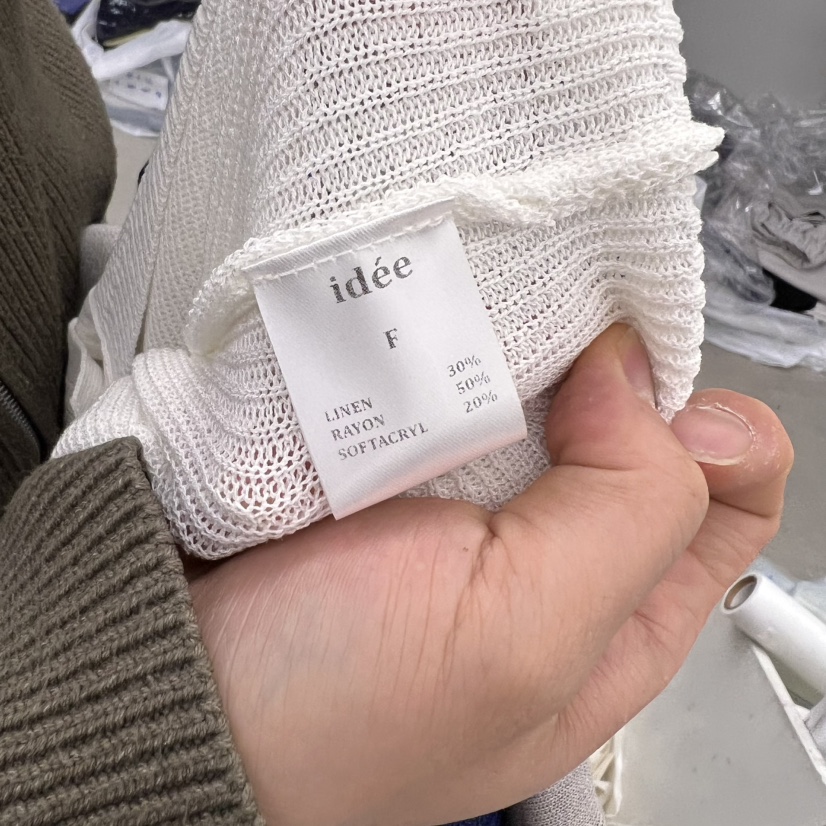 idée
F
LINEN 30%
RAYON 50%
SOFTACRYL 20%